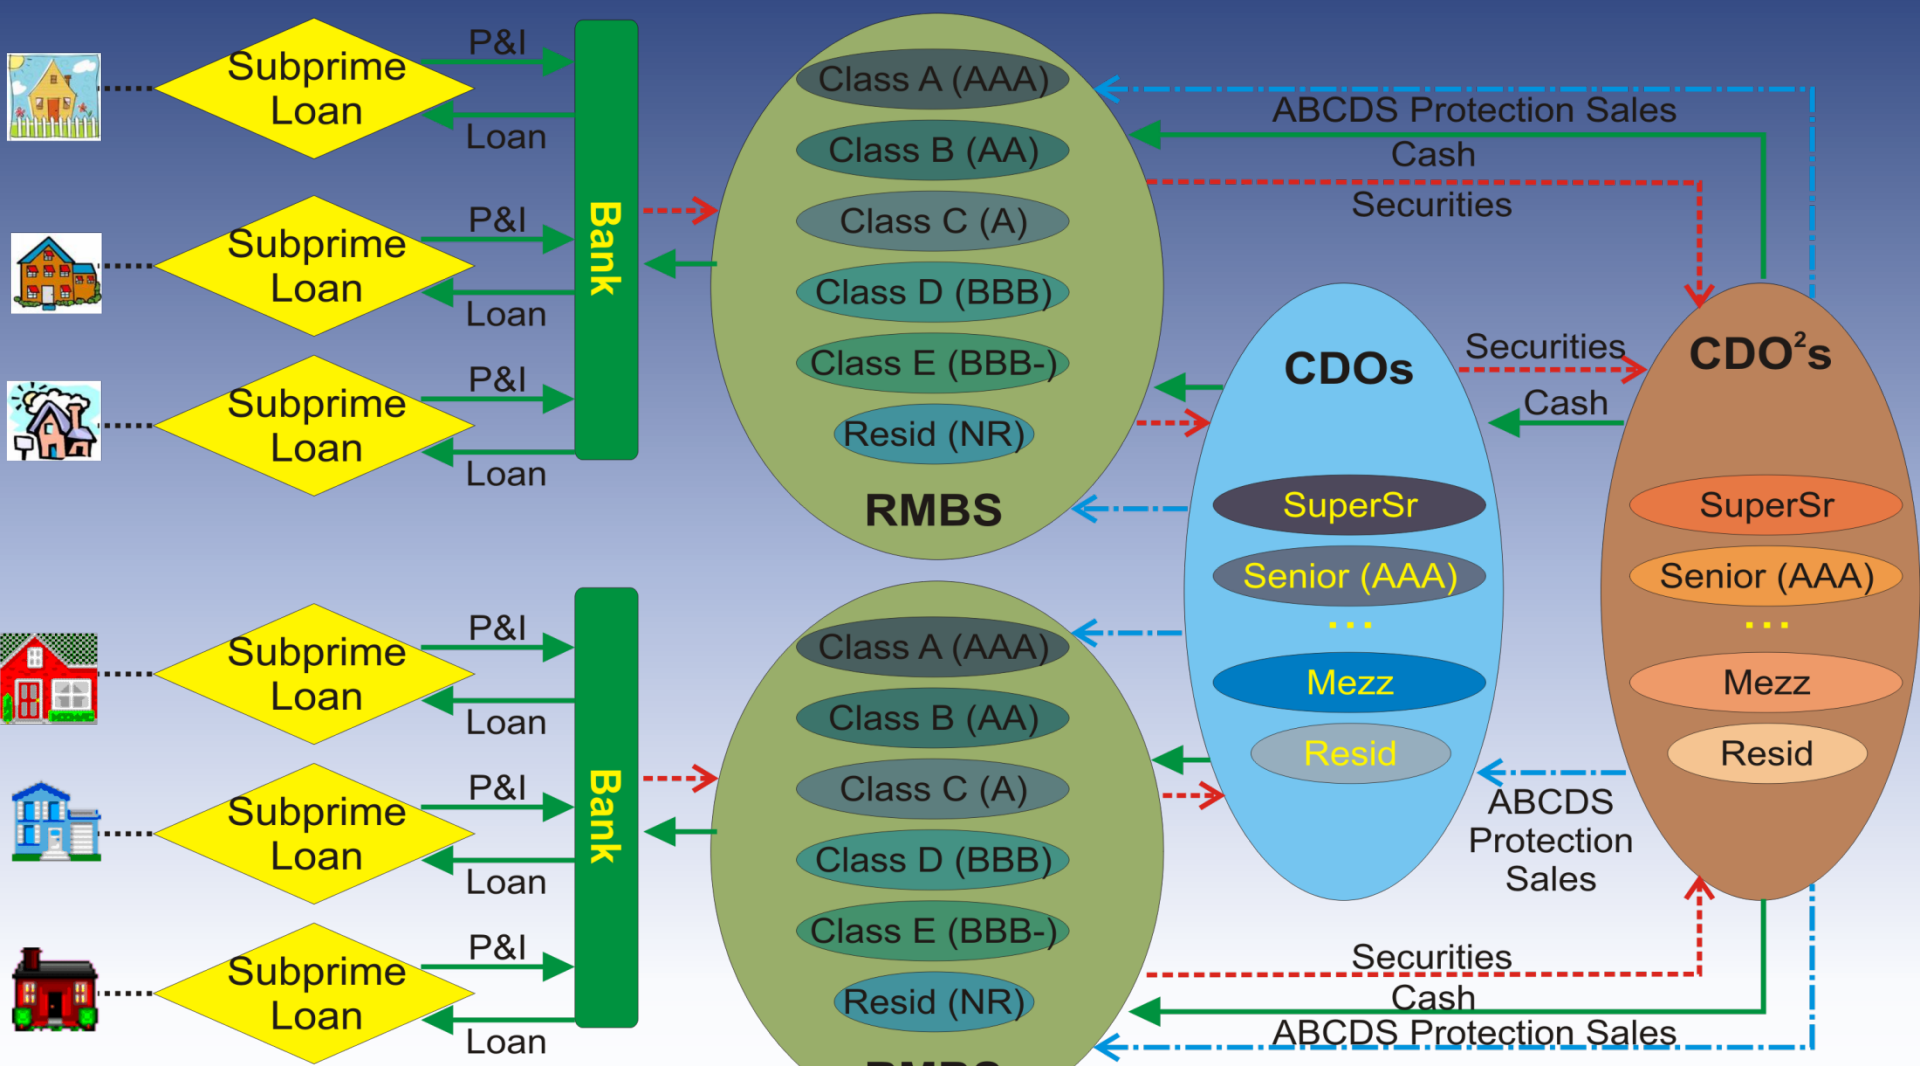 Subprime
Loan
P&I
Loan
Subprime
Loan
P&I
Loan
Subprime
Loan
P&I
Loan
Bank
Class A (AAA)
Class B (AA)
Class C (A)
Class D (BBB)
Class E (BBB-)
Resid (NR)
RMBS
ABCDS Protection Sales
Cash
Securities
CDOs
Securities
Cash
CDO²s
SuperSr
Senior (AAA)
...
Mezz
Resid
SuperSr
Senior (AAA)
...
Mezz
Resid
ABCDS
Protection
Sales
Subprime
Loan
P&I
Loan
Subprime
Loan
P&I
Loan
Subprime
Loan
P&I
Loan
Bank
Class A (AAA)
Class B (AA)
Class C (A)
Class D (BBB)
Class E (BBB-)
Resid (NR)
RMBS
Securities
Cash
ABCDS Protection Sales